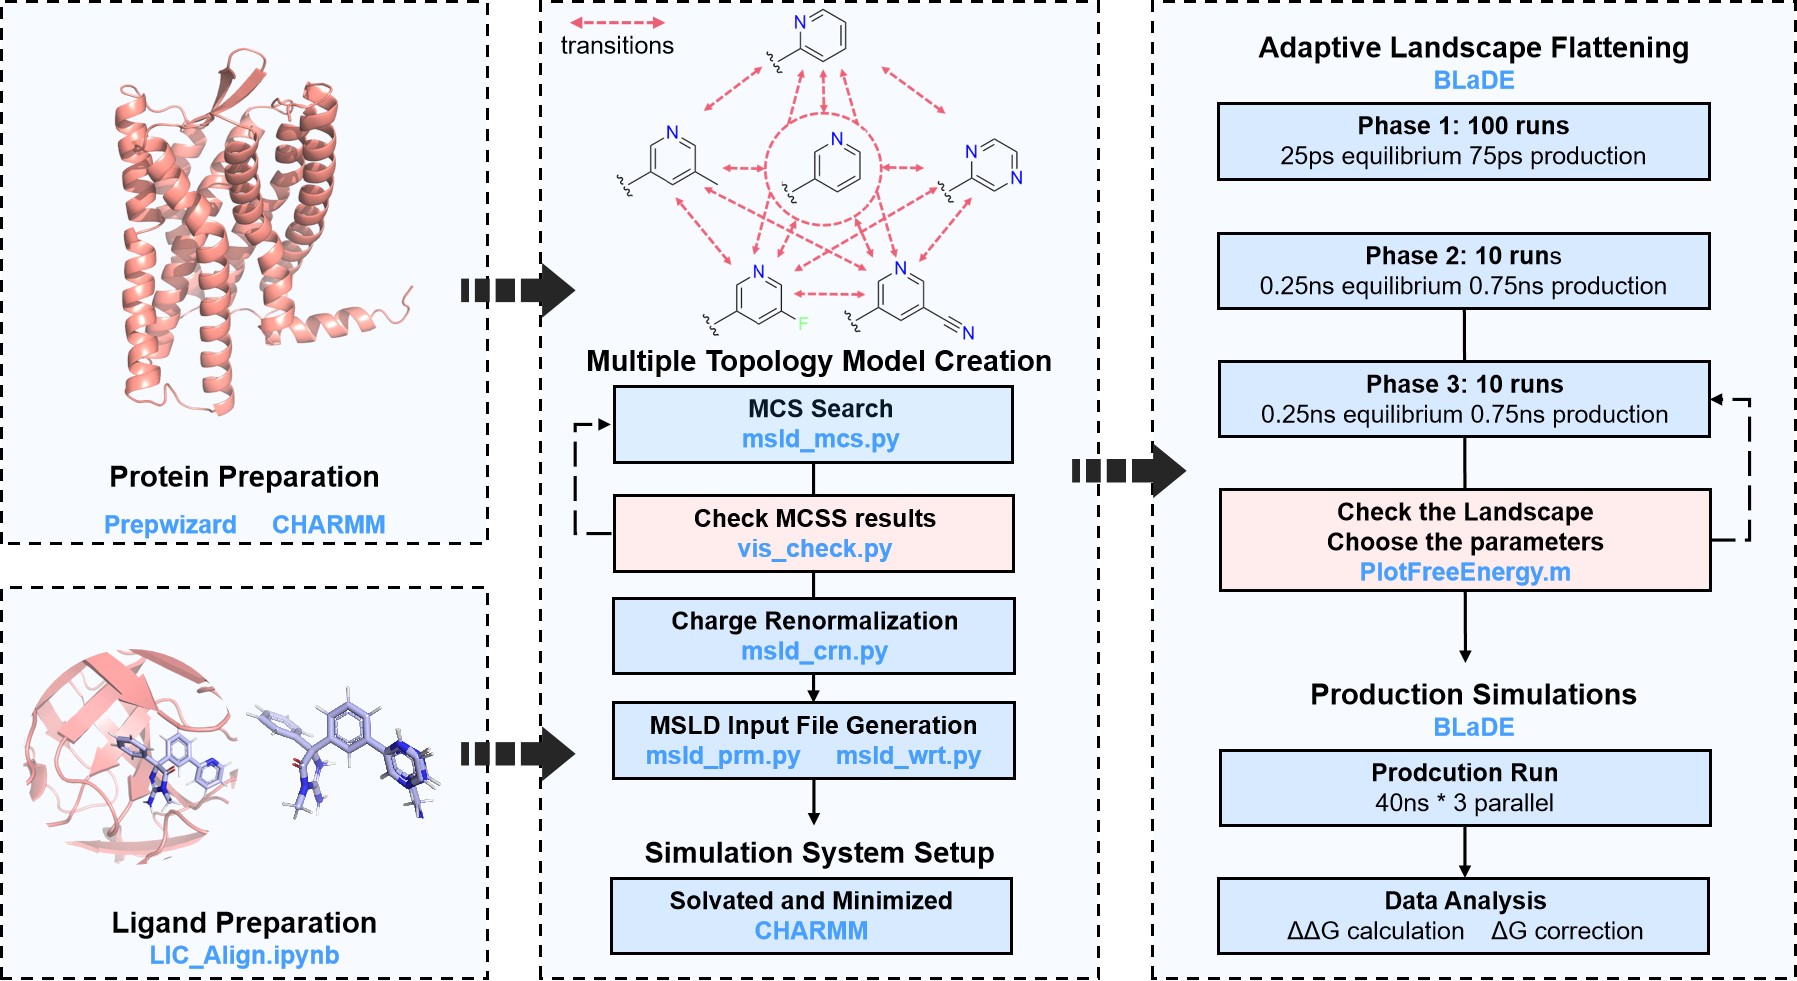 Protein Preparation
Prepwizard CHARMM
Ligand Preparation
LIC_Align.ipynb
transitions
N
N
N
N
N
N
F
N
N
Multiple Topology Model Creation
MCS Search
msld_mcs.py
Check MCSS results
vis_check.py
Charge Renormalization
msld_crn.py
MSLD Input File Generation
msld_prm.py msld_wrt.py
Simulation System Setup
Solvated and Minimized
CHARMM
Adaptive Landscape Flattening
BLaDE
Phase 1: 100 runs
25ps equilibrium 75ps production
Phase 2: 10 runs
0.25ns equilibrium 0.75ns production
Phase 3: 10 runs
0.25ns equilibrium 0.75ns production
Check the Landscape
Choose the parameters
PlotFreeEnergy.m
Production Simulations
BLaDE
Prodcution Run
40ns * 3 parallel
Data Analysis
ΔΔG calculation ΔG correction